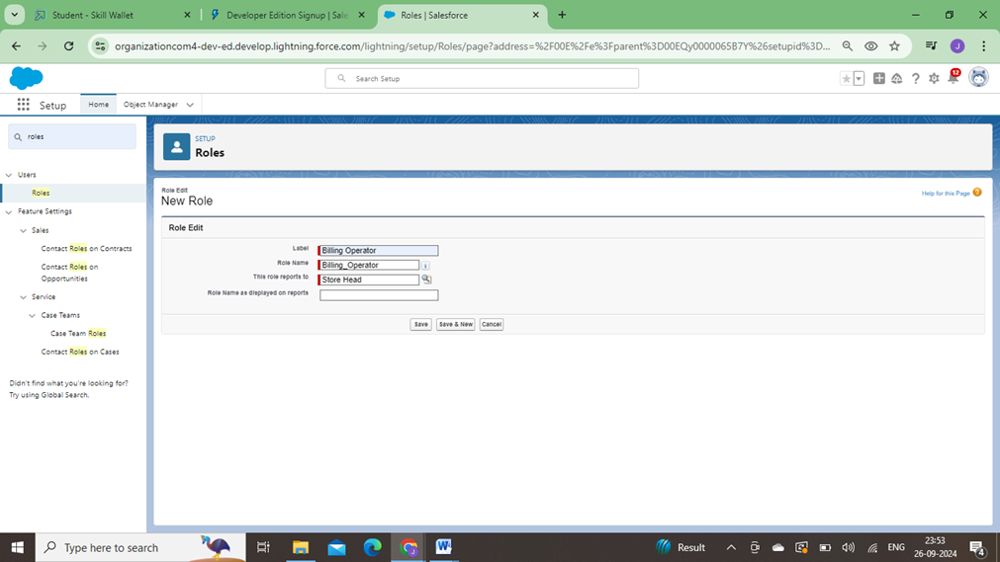 Student - Skill Wallet
Developer Edition Signup | Sale
Roles | Salesforce
organizationcom4-dev-ed.develop.lightning.force.com/lightning/setup/Roles/page?address=%2F00E%2Fe%3Fparent%3D00EQy0000065B7Y%26setupid%3D...
J
Search Setup
12
Setup
Home
Object Manager
roles
SETUP
Roles
Users
Roles
Feature Settings
Sales
Contact Roles on Contracts
Contact Roles on
Opportunities
Service
Case Teams
Case Team Roles
Contact Roles on Cases
Didn't find what you're looking for?
Try using Global Search.
Role Edit
New Role
Help for this Page
Role Edit
Label
Billing Operator
Role Name
Billing_Operator
This role reports to
Store Head
Role Name as displayed on reports
Save
Save & New
Cancel
Type here to search
Result
ENG
23:53
26-09-2024
4